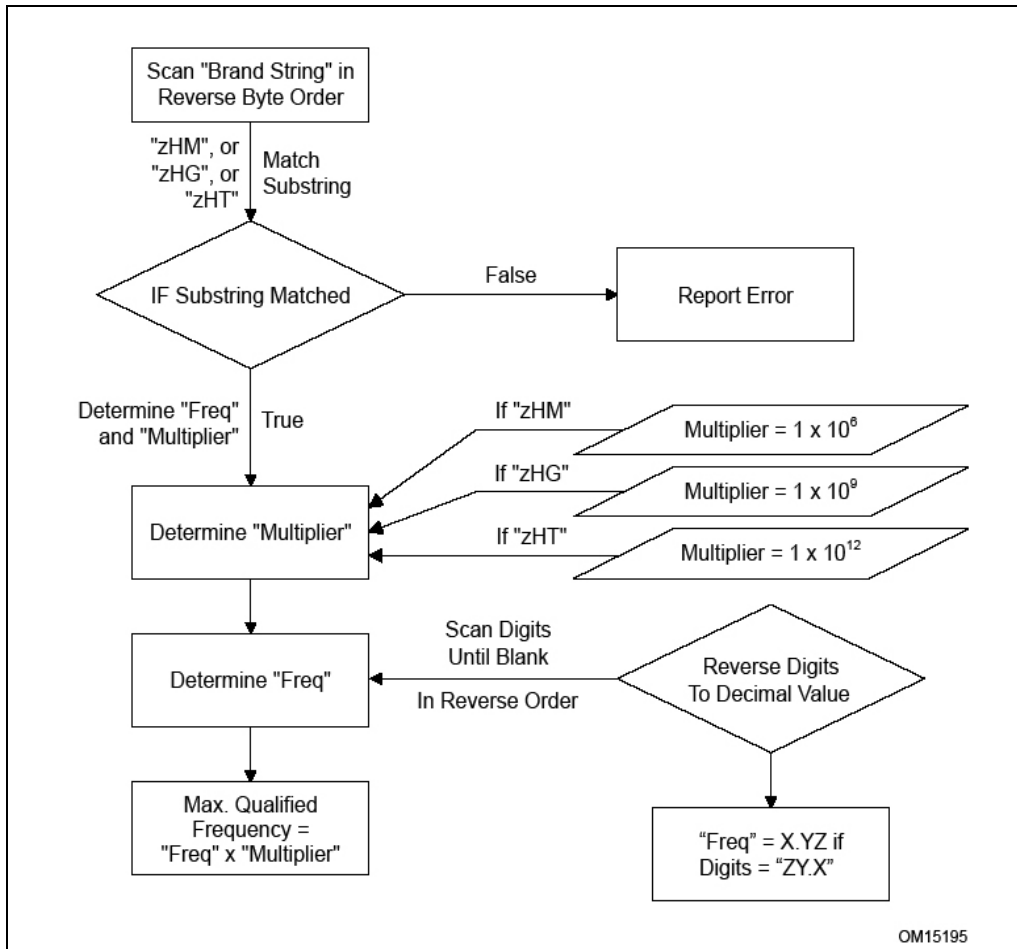 Scan "Brand String" in
Reverse Byte Order
"zHM", or
"zHG", or
"zHT"
Match
Substring
IF Substring Matched
False
Report Error
Determine "Freq"
and "Multiplier"
True
If "zHM"
Multiplier = 1 x 10⁶
If "zHG"
Multiplier = 1 x 10⁹
Determine "Multiplier"
If "zHT"
Multiplier = 1 x 10¹²
Scan Digits
Until Blank
In Reverse Order
Reverse Digits
To Decimal Value
Determine "Freq"
Max. Qualified
Frequency =
"Freq" x "Multiplier"
“Freq” = X.YZ if
Digits = “ZY.X”
OM15195